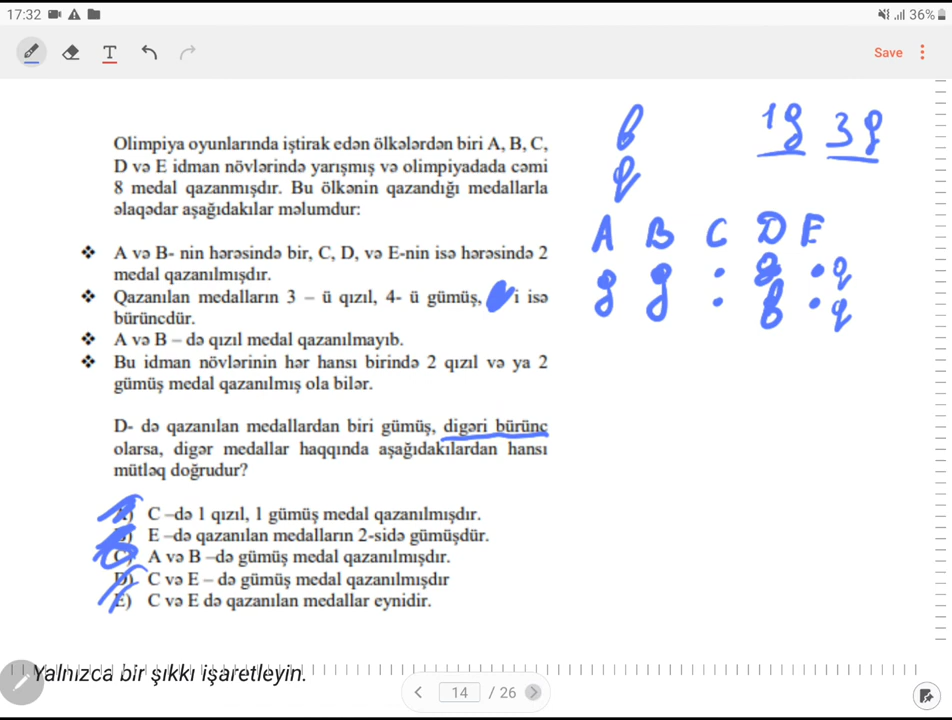 17:32
36%
T
Save
Olimpiya oyunlarında iştirak edən ölkələrdən biri A, B, C,
D və E idman növlərində yarışmış və olimpiyadada cəmi
8 medal qazanmışdır. Bu ölkənin qazandığı medallarla
əlaqədar aşağıdakılar məlumdur:
❖ A və B- nin hərəsində bir, C, D, və E-nin isə hərəsində 2
medal qazanılmışdır.
❖ Qazanılan medalların 3 – ü qızıl, 4- ü gümüş, i isə
bürüncdür.
❖ A və B – də qızıl medal qazanılmayıb.
❖ Bu idman növlərinin hər hansı birində 2 qızıl və ya 2
gümüş medal qazanılmış ola bilər.
D- də qazanılan medallardan biri gümüş, digəri bürünc
olarsa, digər medallar haqqında aşağıdakılardan hansı
mütləq doğrudur?
C –də 1 qızıl, 1 gümüş medal qazanılmışdır.
E –də qazanılan medalların 2-sidə gümüşdür.
C) A və B –də gümüş medal qazanılmışdır.
D) C və E – də gümüş medal qazanılmışdır
E) C və E də qazanılan medallar eynidir.
b
q
1g 3g
A B C D E
g g : g • q
b • q
Yalnızca bir şıkkı işaretleyin.
14 / 26